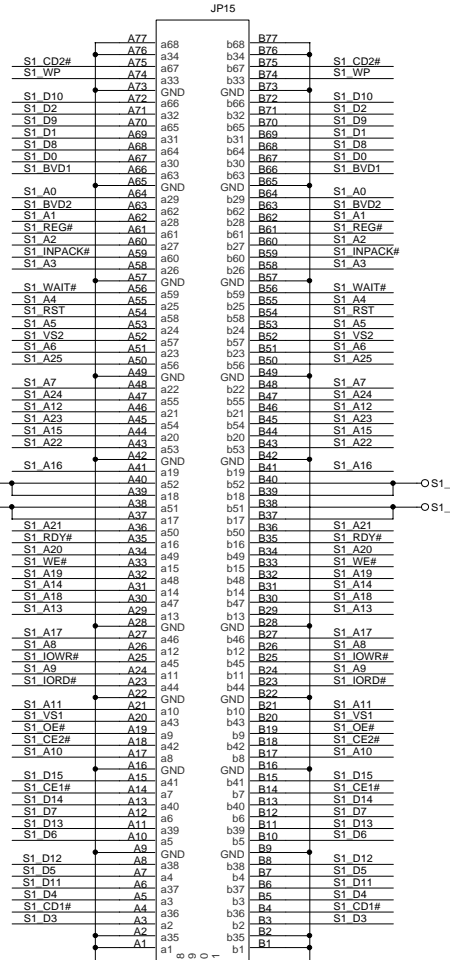 JP15
A77 a68 b68 B77
A76 a34 b34 B76
S1_CD2# A75 a67 b67 B75 S1_CD2#
S1_WP A74 a33 b33 B74 S1_WP
A73 GND GND B73
S1_D10 A72 a66 b66 B72 S1_D10
S1_D2 A71 a32 b32 B71 S1_D2
S1_D9 A70 a65 b65 B70 S1_D9
S1_D1 A69 a31 b31 B69 S1_D1
S1_D8 A68 a64 b64 B68 S1_D8
S1_D0 A67 a30 b30 B67 S1_D0
S1_BVD1 A66 a63 b63 B66 S1_BVD1
A65 GND GND B65
S1_A0 A64 a29 b29 B64 S1_A0
S1_BVD2 A63 a62 b62 B63 S1_BVD2
S1_A1 A62 a28 b28 B62 S1_A1
S1_REG# A61 a61 b61 B61 S1_REG#
S1_A2 A60 a27 b27 B60 S1_A2
S1_INPACK# A59 a60 b60 B59 S1_INPACK#
S1_A3 A58 a26 b26 B58 S1_A3
A57 GND GND B57
S1_WAIT# A56 a59 b59 B56 S1_WAIT#
S1_A4 A55 a25 b25 B55 S1_A4
S1_RST A54 a58 b58 B54 S1_RST
S1_A5 A53 a24 b24 B53 S1_A5
S1_VS2 A52 a57 b57 B52 S1_VS2
S1_A6 A51 a23 b23 B51 S1_A6
S1_A25 A50 a56 b56 B50 S1_A25
A49 GND GND B49
S1_A7 A48 a22 b22 B48 S1_A7
S1_A24 A47 a55 b55 B47 S1_A24
S1_A12 A46 a21 b21 B46 S1_A12
S1_A23 A45 a54 b54 B45 S1_A23
S1_A15 A44 a20 b20 B44 S1_A15
S1_A22 A43 a53 b53 B43 S1_A22
A42 GND GND B42
S1_A16 A41 a19 b19 B41 S1_A16
A40 a52 b52 B40 S1_
A39 a18 b18 B39
A38 a51 b51 B38 S1_
A37 a17 b17 B37
S1_A21 A36 a50 b50 B36 S1_A21
S1_RDY# A35 a16 b16 B35 S1_RDY#
S1_A20 A34 a49 b49 B34 S1_A20
S1_WE# A33 a15 b15 B33 S1_WE#
S1_A19 A32 a48 b48 B32 S1_A19
S1_A14 A31 a14 b14 B31 S1_A14
S1_A18 A30 a47 b47 B30 S1_A18
S1_A13 A29 a13 b13 B29 S1_A13
A28 GND GND B28
S1_A17 A27 a46 b46 B27 S1_A17
S1_A8 A26 a12 b12 B26 S1_A8
S1_IOWR# A25 a45 b45 B25 S1_IOWR#
S1_A9 A24 a11 b11 B24 S1_A9
S1_IORD# A23 a44 b44 B23 S1_IORD#
A22 GND GND B22
S1_A11 A21 a10 b10 B21 S1_A11
S1_VS1 A20 a43 b43 B20 S1_VS1
S1_OE# A19 a9 b9 B19 S1_OE#
S1_CE2# A18 a42 b42 B18 S1_CE2#
S1_A10 A17 a8 b8 B17 S1_A10
A16 GND GND B16
S1_D15 A15 a41 b41 B15 S1_D15
S1_CE1# A14 a7 b7 B14 S1_CE1#
S1_D14 A13 a40 b40 B13 S1_D14
S1_D7 A12 a6 b6 B12 S1_D7
S1_D13 A11 a39 b39 B11 S1_D13
S1_D6 A10 a5 b5 B10 S1_D6
A9 GND GND B9
S1_D12 A8 a38 b38 B8 S1_D12
S1_D5 A7 a4 b4 B7 S1_D5
S1_D11 A6 a37 b37 B6 S1_D11
S1_D4 A5 a3 b3 B5 S1_D4
S1_CD1# A4 a36 b36 B4 S1_CD1#
S1_D3 A3 a2 b2 B3 S1_D3
A2 a35 b35 B2
A1 a1 b1 B1